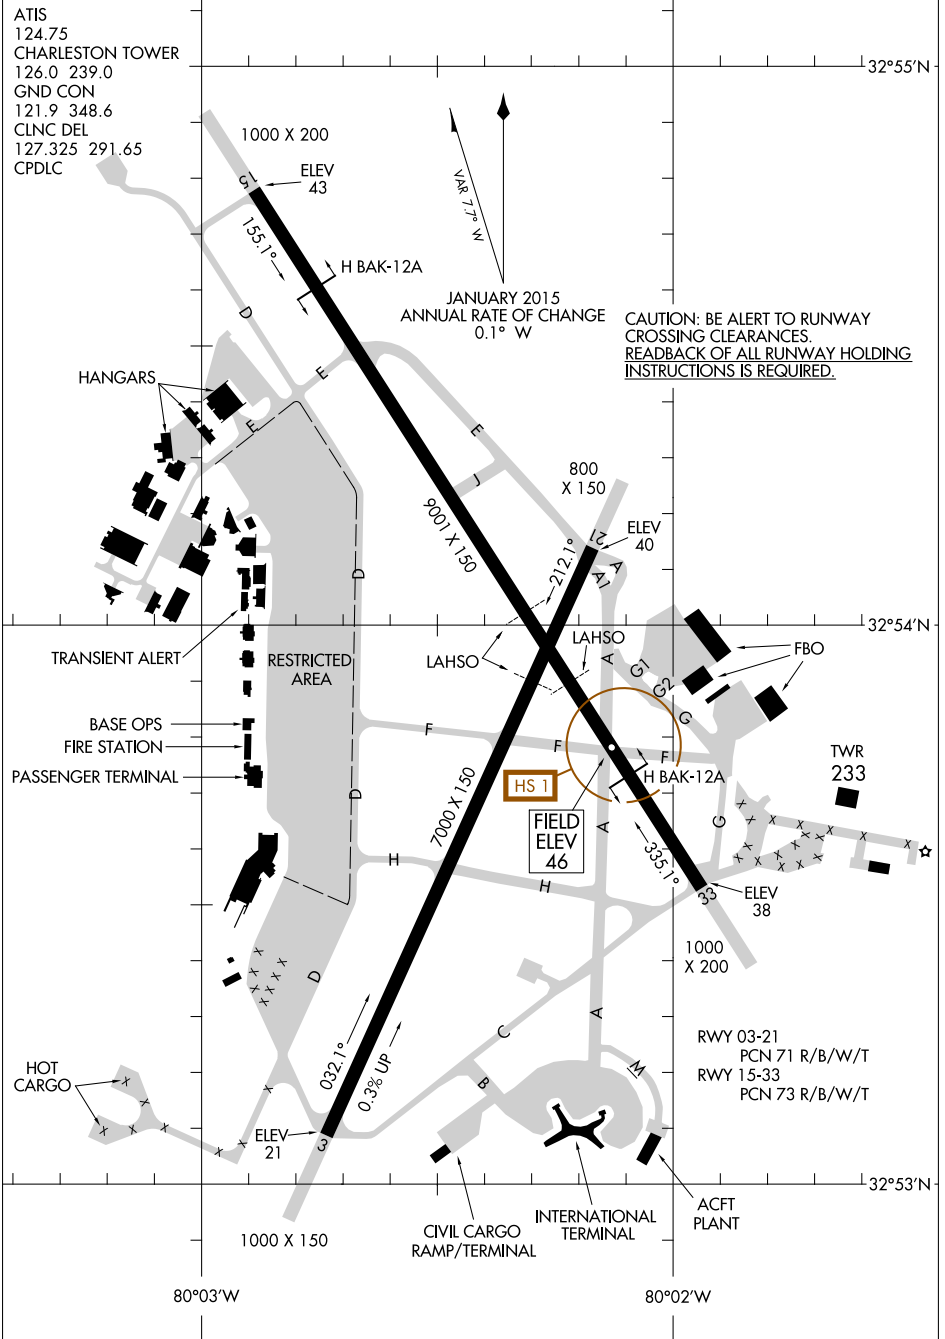 ATIS
124.75
CHARLESTON TOWER
126.0 239.0
GND CON
121.9 348.6
CLNC DEL
127.325 291.65
CPDLC
32°55'N
1000 X 200
ELEV
43
15
155.1°
H BAK-12A
VAR 7.7° W
JANUARY 2015
ANNUAL RATE OF CHANGE
0.1° W
CAUTION: BE ALERT TO RUNWAY
CROSSING CLEARANCES.
READBACK OF ALL RUNWAY HOLDING
INSTRUCTIONS IS REQUIRED.
D
HANGARS
E
E
E
J
800
X 150
9001 X 150
21
ELEV
40
212.1°
A
A1
D
32°54'N
TRANSIENT ALERT
RESTRICTED
AREA
LAHSO
LAHSO
A
G1
G2
G
FBO
BASE OPS
FIRE STATION
PASSENGER TERMINAL
F
F
F
HS 1
H BAK-12A
TWR
233
D
7000 X 150
FIELD
ELEV
46
A
G
335.1°
H
H
33
ELEV
38
X X X X X X X X X X X X X
1000
X 200
X X X X X X X X
D
C
A
032.1°
0.3% UP
RWY 03-21
PCN 71 R/B/W/T
RWY 15-33
PCN 73 R/B/W/T
HOT
CARGO
X X X X X X X X
B
M
ELEV
21
3
32°53'N
1000 X 150
CIVIL CARGO
RAMP/TERMINAL
INTERNATIONAL
TERMINAL
ACFT
PLANT
80°03'W
80°02'W